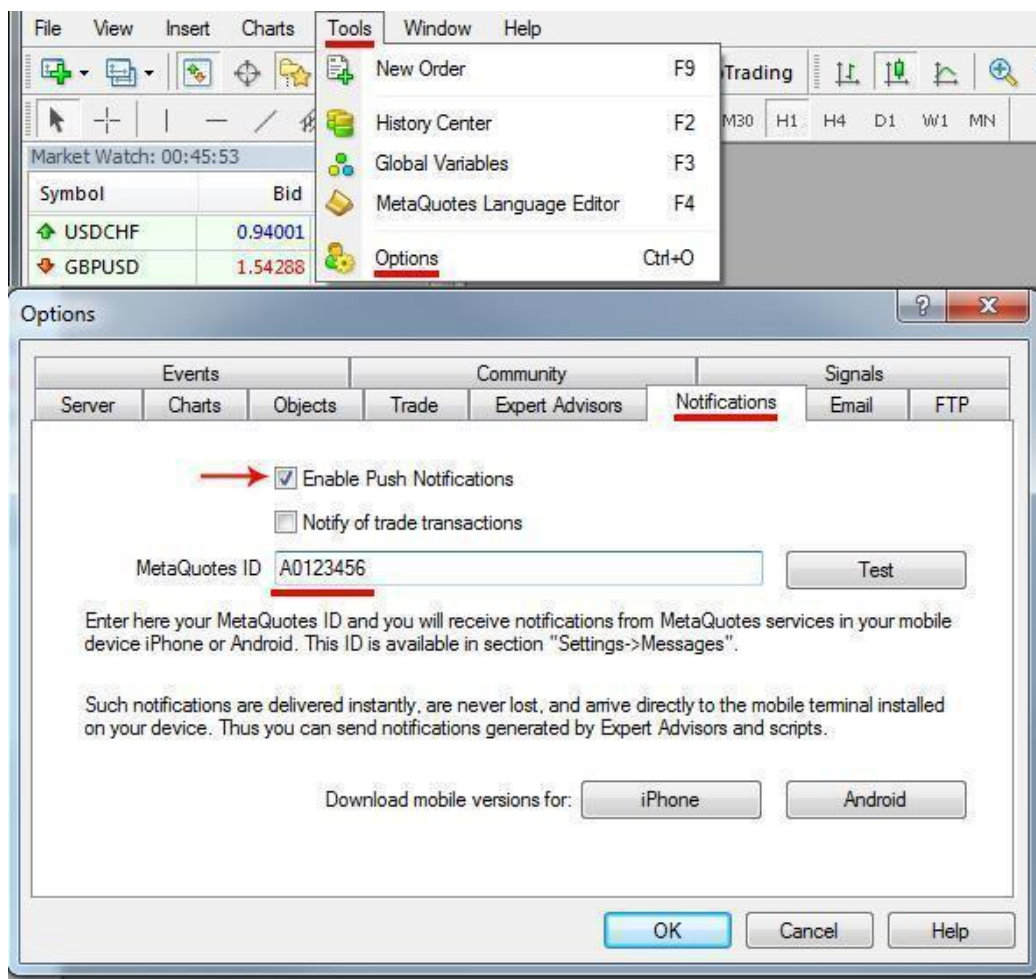 File View Insert Charts Tools Window Help
New Order F9
Trading
History Center F2
M30 H1 H4 D1 W1 MN
Market Watch: 00:45:53
Global Variables F3
Symbol Bid
MetaQuotes Language Editor F4
USDCHF 0.94001
Options Ctrl+O
GBPUSD 1.54288
Options
Events Community Signals
Server Charts Objects Trade Expert Advisors Notifications Email FTP
Enable Push Notifications
Notify of trade transactions
MetaQuotes ID A0123456 Test
Enter here your MetaQuotes ID and you will receive notifications from MetaQuotes services in your mobile
device iPhone or Android. This ID is available in section "Settings->Messages".
Such notifications are delivered instantly, are never lost, and arrive directly to the mobile terminal installed
on your device. Thus you can send notifications generated by Expert Advisors and scripts.
Download mobile versions for: iPhone Android
OK Cancel Help